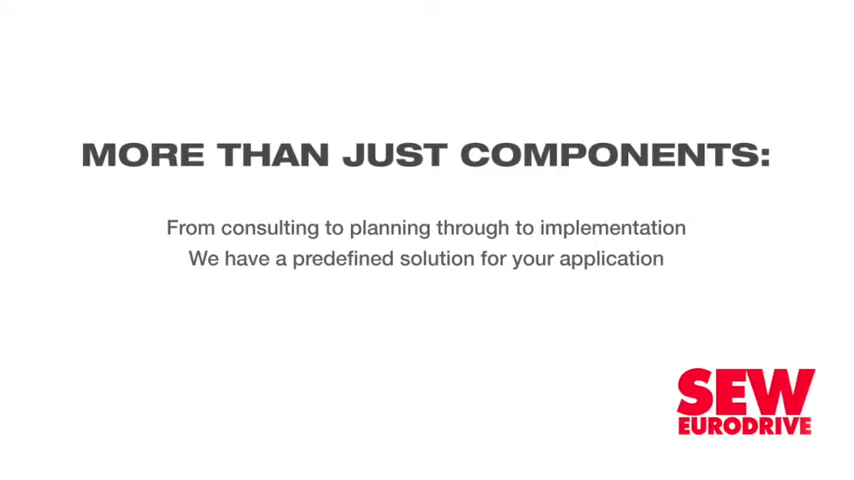 MORE THAN JUST COMPONENTS:
From consulting to planning through to implementation
We have a predefined solution for your application
SEW
EURODRIVE